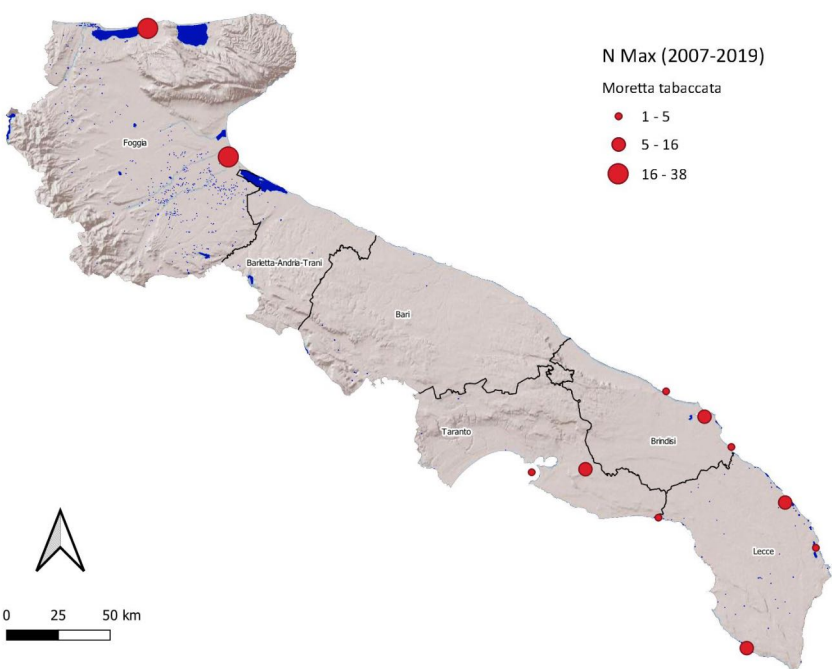 N Max (2007-2019)
Moretta tabaccata
1 - 5
5 - 16
16 - 38
Foggia
Barletta-Andria-Trani
Bari
Taranto
Brindisi
Lecce
0 25 50 km